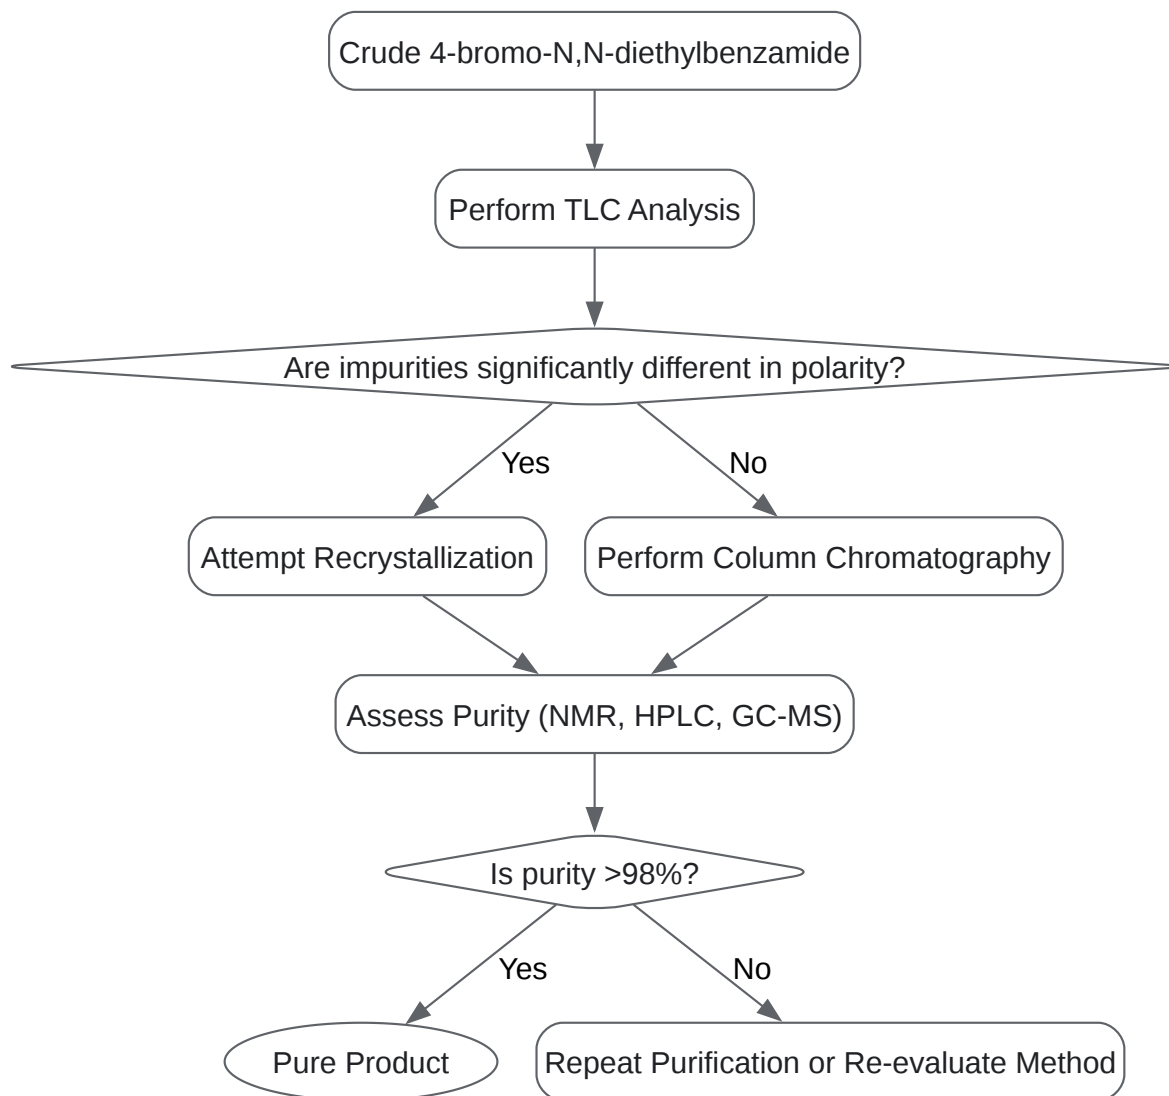 Crude 4-bromo-N,N-diethylbenzamide
Perform TLC Analysis
Are impurities significantly different in polarity?
Yes
No
Attempt Recrystallization
Perform Column Chromatography
Assess Purity (NMR, HPLC, GC-MS)
Is purity >98%?
Yes
No
Pure Product
Repeat Purification or Re-evaluate Method